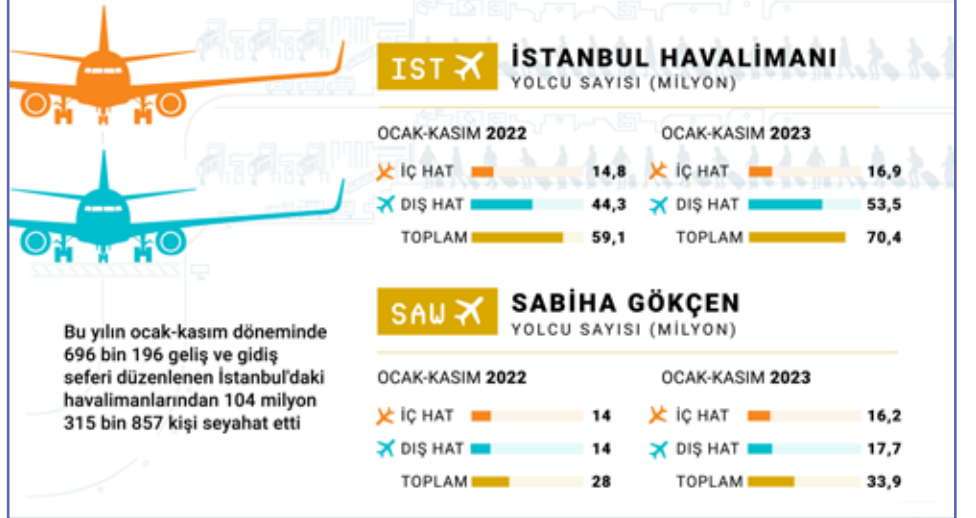 IST
İSTANBUL HAVALİMANI
YOLCU SAYISI (MİLYON)
OCAK-KASIM 2022
İÇ HAT 14,8
DIŞ HAT 44,3
TOPLAM 59,1
OCAK-KASIM 2023
İÇ HAT 16,9
DIŞ HAT 53,5
TOPLAM 70,4
SAW
SABİHA GÖKÇEN
YOLCU SAYISI (MİLYON)
OCAK-KASIM 2022
İÇ HAT 14
DIŞ HAT 14
TOPLAM 28
OCAK-KASIM 2023
İÇ HAT 16,2
DIŞ HAT 17,7
TOPLAM 33,9
Bu yılın ocak-kasım döneminde
696 bin 196 geliş ve gidiş
seferi düzenlenen İstanbul'daki
havalimanlarından 104 milyon
315 bin 857 kişi seyahat etti